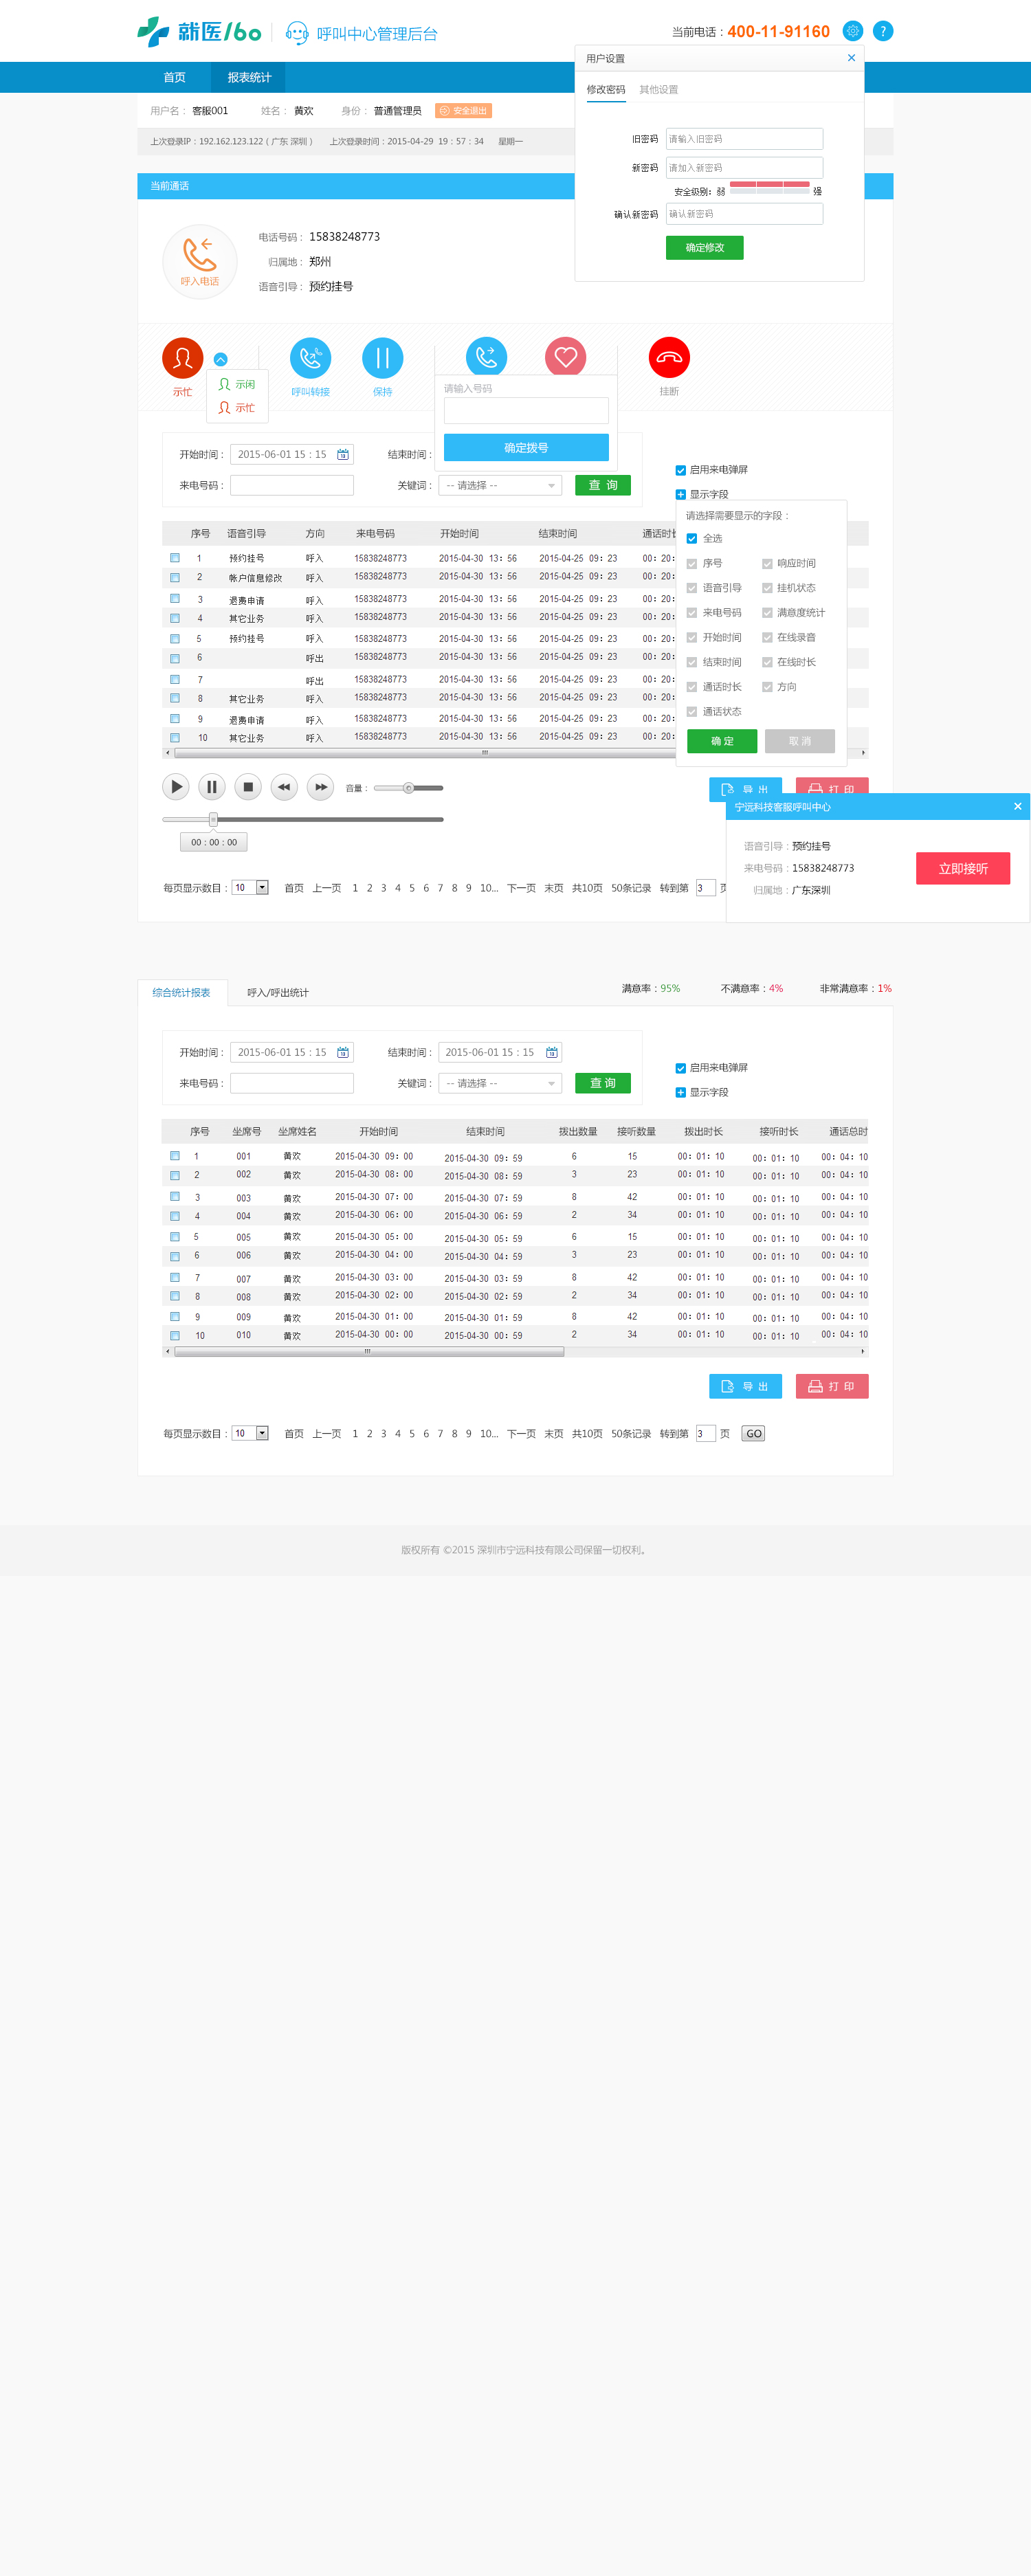 就医160 呼叫中心管理后台 当前电话：400-11-91160 ?
首页 报表统计
用户设置
修改密码 其他设置
旧密码 请输入旧密码
新密码 请加入新密码
安全级别：弱 强
确认新密码 确认新密码
确定修改
用户名： 客服001 姓名： 黄欢 身份： 普通管理员 安全退出
上次登录IP：192.162.123.122（广东 深圳） 上次登录时间：2015-04-29 19：57：34 星期一
当前通话
呼入电话
电话号码： 15838248773
归属地： 郑州
语音引导： 预约挂号
示忙 呼叫转接 保持 挂断
示闲
示忙
请输入号码
确定拨号
开始时间： 2015-06-01 15：15 结束时间：
来电号码： 关键词： -- 请选择 -- 查 询
启用来电弹屏
显示字段
请选择需要显示的字段：
全选
序号 响应时间
语音引导 挂机状态
来电号码 满意度统计
开始时间 在线录音
结束时间 在线时长
通话时长 方向
通话状态
确 定 取 消
序号 语音引导 方向 来电号码 开始时间 结束时间 通话时长
1 预约挂号 呼入 15838248773 2015-04-30 13：56 2015-04-25 09：23 00：20：
2 帐户信息修改 呼入 15838248773 2015-04-30 13：56 2015-04-25 09：23 00：20：
3 退费申请 呼入 15838248773 2015-04-30 13：56 2015-04-25 09：23 00：20：
4 其它业务 呼入 15838248773 2015-04-30 13：56 2015-04-25 09：23 00：20：
5 预约挂号 呼入 15838248773 2015-04-30 13：56 2015-04-25 09：23 00：20：
6 呼出 15838248773 2015-04-30 13：56 2015-04-25 09：23 00：20：
7 呼出 15838248773 2015-04-30 13：56 2015-04-25 09：23 00：20：
8 其它业务 呼入 15838248773 2015-04-30 13：56 2015-04-25 09：23 00：20：
9 退费申请 呼入 15838248773 2015-04-30 13：56 2015-04-25 09：23 00：20：
10 其它业务 呼入 15838248773 2015-04-30 13：56 2015-04-25 09：23 00：20：
音量：
导 出 打 印
00：00：00
宁远科技客服呼叫中心
语音引导：预约挂号
来电号码：15838248773
归属地：广东深圳
立即接听
每页显示数目： 10 首页 上一页 1 2 3 4 5 6 7 8 9 10... 下一页 末页 共10页 50条记录 转到第 3 页
综合统计报表 呼入/呼出统计 满意率：95% 不满意率：4% 非常满意率：1%
开始时间： 2015-06-01 15：15 结束时间： 2015-06-01 15：15
来电号码： 关键词： -- 请选择 -- 查 询
启用来电弹屏
显示字段
序号 坐席号 坐席姓名 开始时间 结束时间 拨出数量 接听数量 拨出时长 接听时长 通话总时
1 001 黄欢 2015-04-30 09：00 2015-04-30 09：59 6 15 00：01：10 00：01：10 00：04：10
2 002 黄欢 2015-04-30 08：00 2015-04-30 08：59 3 23 00：01：10 00：01：10 00：04：10
3 003 黄欢 2015-04-30 07：00 2015-04-30 07：59 8 42 00：01：10 00：01：10 00：04：10
4 004 黄欢 2015-04-30 06：00 2015-04-30 06：59 2 34 00：01：10 00：01：10 00：04：10
5 005 黄欢 2015-04-30 05：00 2015-04-30 05：59 6 15 00：01：10 00：01：10 00：04：10
6 006 黄欢 2015-04-30 04：00 2015-04-30 04：59 3 23 00：01：10 00：01：10 00：04：10
7 007 黄欢 2015-04-30 03：00 2015-04-30 03：59 8 42 00：01：10 00：01：10 00：04：10
8 008 黄欢 2015-04-30 02：00 2015-04-30 02：59 2 34 00：01：10 00：01：10 00：04：10
9 009 黄欢 2015-04-30 01：00 2015-04-30 01：59 8 42 00：01：10 00：01：10 00：04：10
10 010 黄欢 2015-04-30 00：00 2015-04-30 00：59 2 34 00：01：10 00：01：10 00：04：10
导 出 打 印
每页显示数目： 10 首页 上一页 1 2 3 4 5 6 7 8 9 10... 下一页 末页 共10页 50条记录 转到第 3 页 GO
版权所有 ©2015 深圳市宁远科技有限公司保留一切权利。